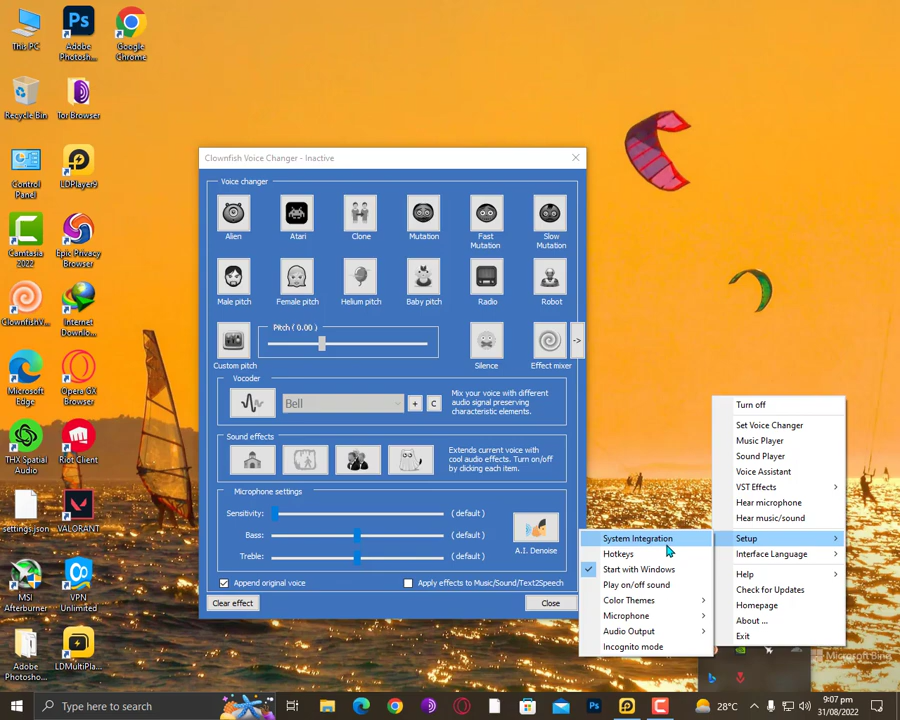 This PC
Adobe
Photosh...
Google
Chrome
Recycle Bin
Tor Browser
Control
Panel
LDPlayer9
Camtasia
2022
Epic Privacy
Browser
ClownfishV...
Internet
Downlo...
Microsoft
Edge
Opera GX
Browser
THX Spatial
Audio
Riot Client
settings.json
VALORANT
MSI
Afterburner
VPN
Unlimited
Adobe
Photosho...
LDMultiPla...
Clownfish Voice Changer - Inactive
Voice changer
Alien
Atari
Clone
Mutation
Fast
Mutation
Slow
Mutation
Male pitch
Female pitch
Helium pitch
Baby pitch
Radio
Robot
Pitch ( 0.00 )
Custom pitch
Silence
Effect mixer
->
Vocoder
Bell
+
C
Mix your voice with different
audio signal preserving
characteristic elements.
Sound effects
Extends current voice with
cool audio effects. Turn on/off
by clicking each item.
Microphone settings
Sensitivity:
(default)
Bass:
(default)
Treble:
(default)
A.I. Denoise
Append original voice
Apply effects to Music/Sound/Text2Speech
Clear effect
Close
Turn off
Set Voice Changer
Music Player
Sound Player
Voice Assistant
VST Effects
Hear microphone
Hear music/sound
Setup
Interface Language
Help
Check for Updates
Homepage
About ...
Exit
System Integration
Hotkeys
Start with Windows
Play on/off sound
Color Themes
Microphone
Audio Output
Incognito mode
Microsoft Bing
Type here to search
Ps
28°C
9:07 pm
31/08/2022